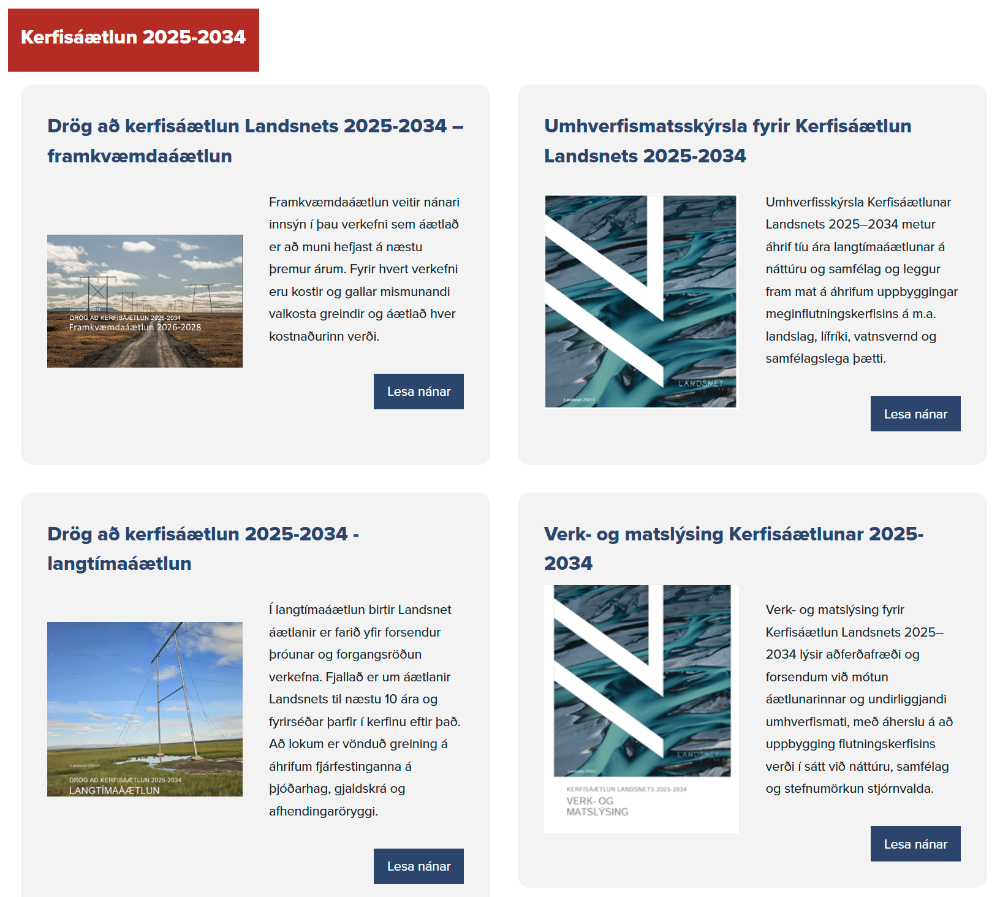 Kerfisáætlun 2025-2034
Drög að kerfisáætlun Landsnets 2025-2034 –
framkvæmdaáætlun
Landsnet - 25012
DRÖG AÐ KERFISÁÆTLUN 2025-2034
Framkvæmdaáætlun 2026-2028
Framkvæmdaáætlun veitir nánari
innsýn í þau verkefni sem áætlað
er að muni hefjast á næstu
þremur árum. Fyrir hvert verkefni
eru kostir og gallar mismunandi
valkosta greindir og áætlað hver
kostnaðurinn verði.
Lesa nánar
Umhverfismatsskýrsla fyrir Kerfisáætlun
Landsnets 2025-2034
LANDSNET
Landsnet 25013
Umhverfisskýrsla Kerfisáætlunar
Landsnets 2025–2034 metur
áhrif tíu ára langtímaáætlunar á
náttúru og samfélag og leggur
fram mat á áhrifum uppbyggingar
meginflutningskerfisins á m.a.
landslag, lífríki, vatnsvernd og
samfélagslega þætti.
Lesa nánar
Drög að kerfisáætlun 2025-2034 -
langtímaáætlun
Landsnet 25011
DRÖG AÐ KERFISÁÆTLUN 2025-2034
LANGTÍMAÁÆTLUN
Í langtímaáætlun birtir Landsnet
áætlanir er farið yfir forsendur
þróunar og forgangsröðun
verkefna. Fjallað er um áætlanir
Landsnets til næstu 10 ára og
fyrirséðar þarfir í kerfinu eftir það.
Að lokum er vönduð greining á
áhrifum fjárfestinganna á
þjóðarhag, gjaldskrá og
afhendingaröryggi.
Lesa nánar
Verk- og matslýsing Kerfisáætlunar 2025-
2034
LANDSNET
Landsnet 25002
KERFISÁÆTLUN LANDSNETS 2025-2034
VERK- OG
MATSLÝSING
Verk- og matslýsing fyrir
Kerfisáætlun Landsnets 2025–
2034 lýsir aðferðafræði og
forsendum við mótun
áætlunarinnar og undirliggjandi
umhverfismati, með áherslu á að
uppbygging flutningskerfisins
verði í sátt við náttúru, samfélag
og stefnumörkun stjórnvalda.
Lesa nánar